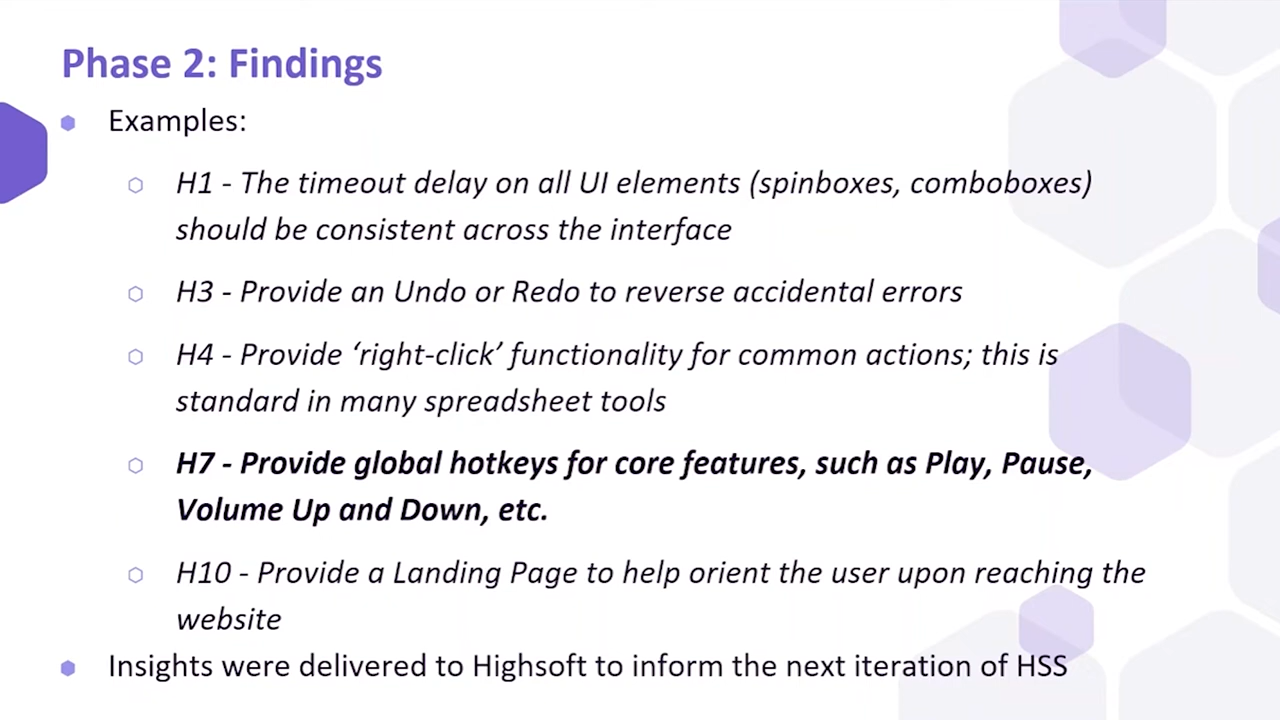 Phase 2: Findings
Examples:
H1 - The timeout delay on all UI elements (spinboxes, comboboxes)
should be consistent across the interface
H3 - Provide an Undo or Redo to reverse accidental errors
H4 - Provide ‘right-click’ functionality for common actions; this is
standard in many spreadsheet tools
H7 - Provide global hotkeys for core features, such as Play, Pause,
Volume Up and Down, etc.
H10 - Provide a Landing Page to help orient the user upon reaching the
website
Insights were delivered to Highsoft to inform the next iteration of HSS